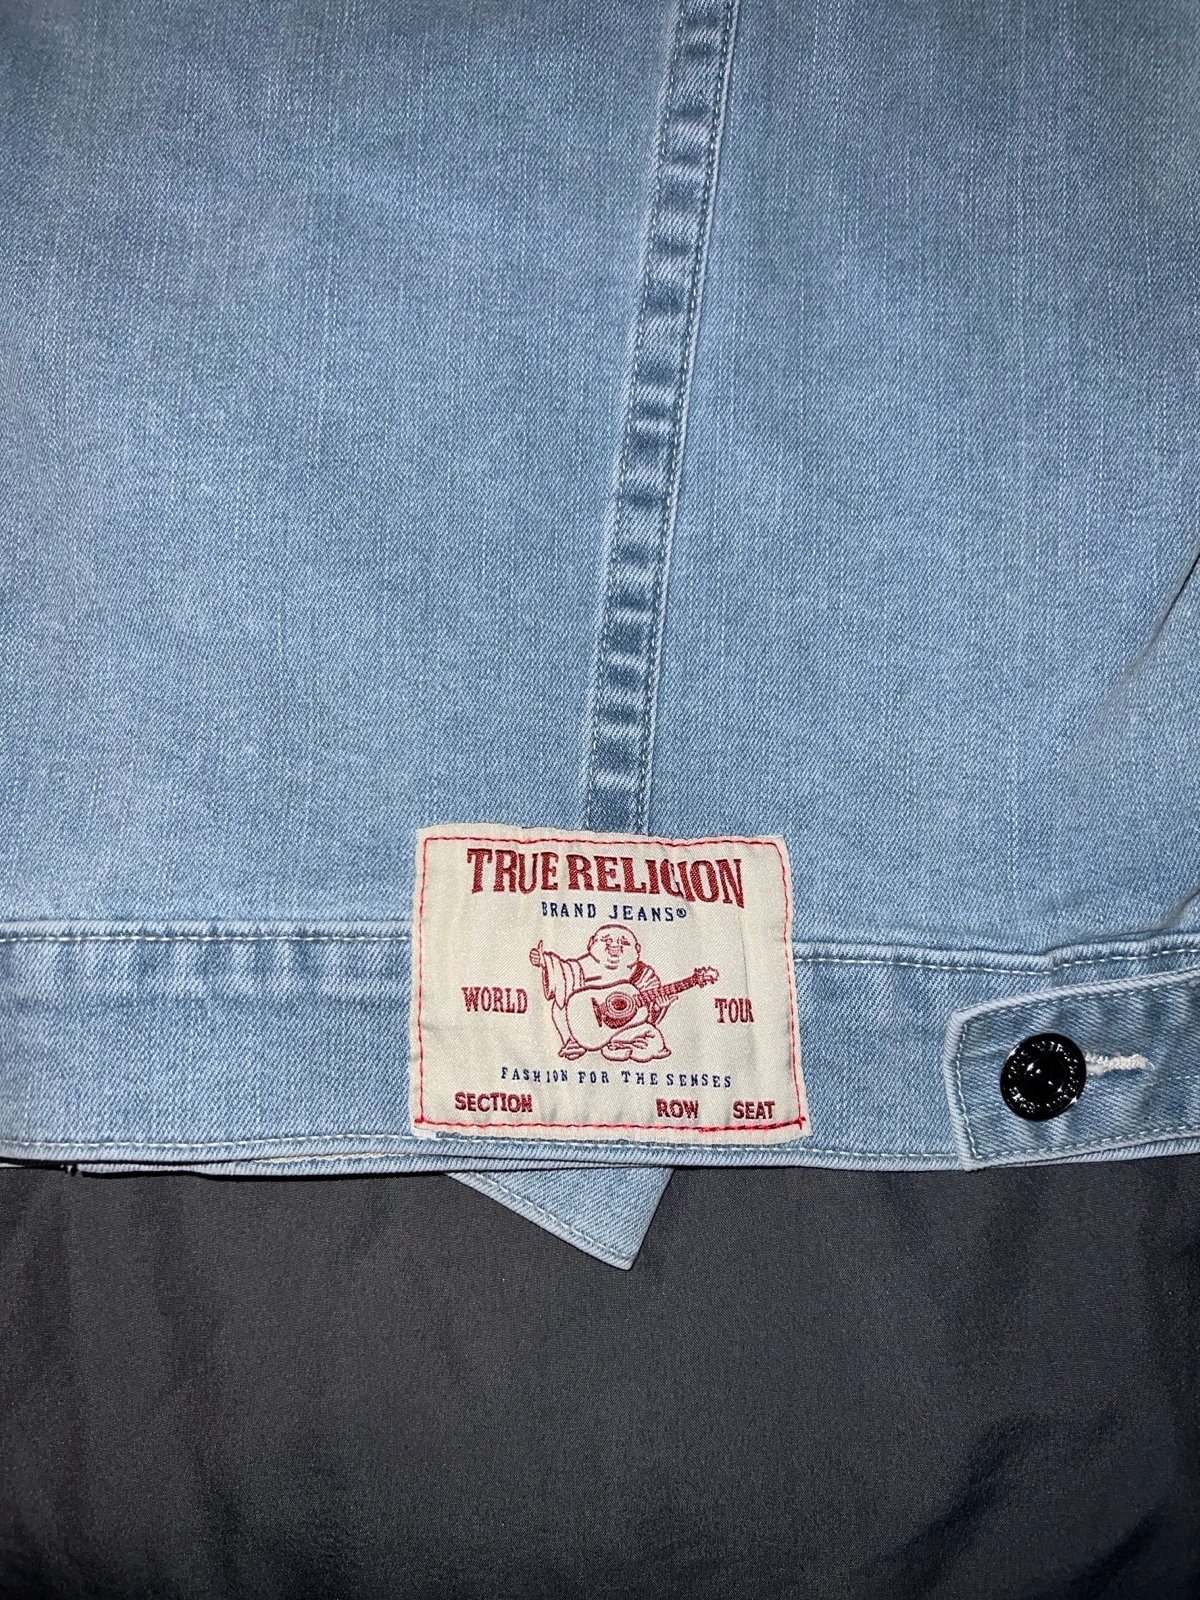 TRUE RELIGION
BRAND JEANS®
WORLD TOUR
FASHION FOR THE SENSES
SECTION ROW SEAT